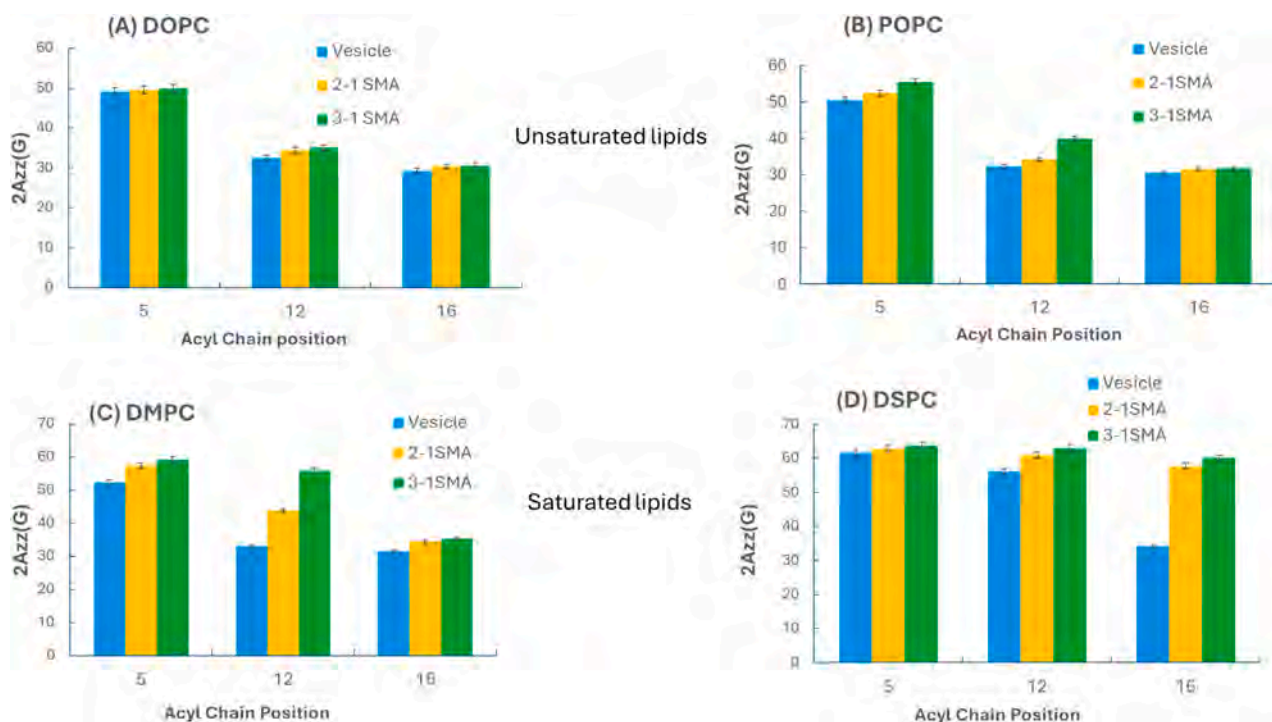 (A) DOPC
60
50
40
30
20
10
0
2Azz(G)
Vesicle
2-1 SMA
3-1 SMA
5 12 16
Acyl Chain position
Unsaturated lipids
(B) POPC
60
50
40
30
20
10
0
2Azz(G)
Vesicle
2-1SMA
3-1SMA
5 12 16
Acyl Chain Position
(C) DMPC
70
60
50
40
30
20
10
0
2Azz(G)
Vesicle
2-1SMA
3-1SMA
5 12 16
Acyl Chain Position
Saturated lipids
(D) DSPC
70
60
50
40
30
20
10
0
2Azz(G)
Vesicle
2-1SMA
3-1SMA
5 12 16
Acyl Chain Position